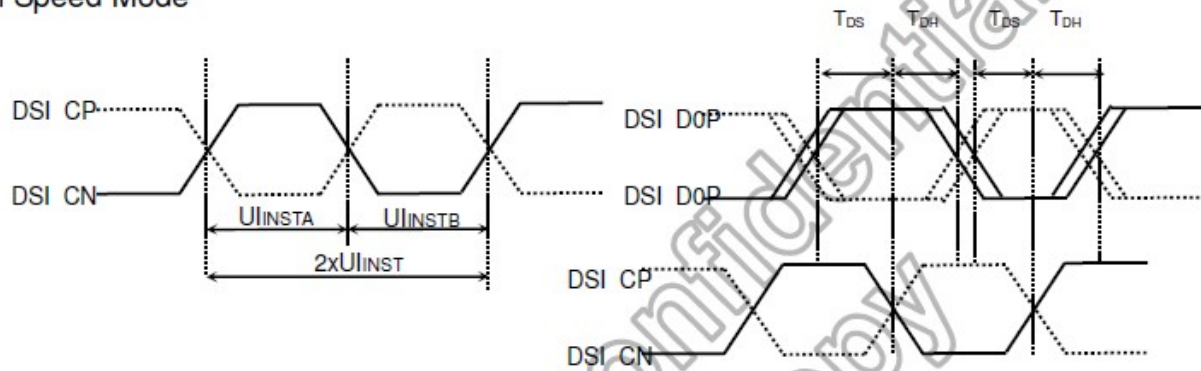 Speed Mode
DSI CP
DSI CN
UIINSTA
UIINSTB
2xUIINST
TDS
TDH
TDS
TDH
DSI D0P
DSI D0P
DSI CP
DSI CN